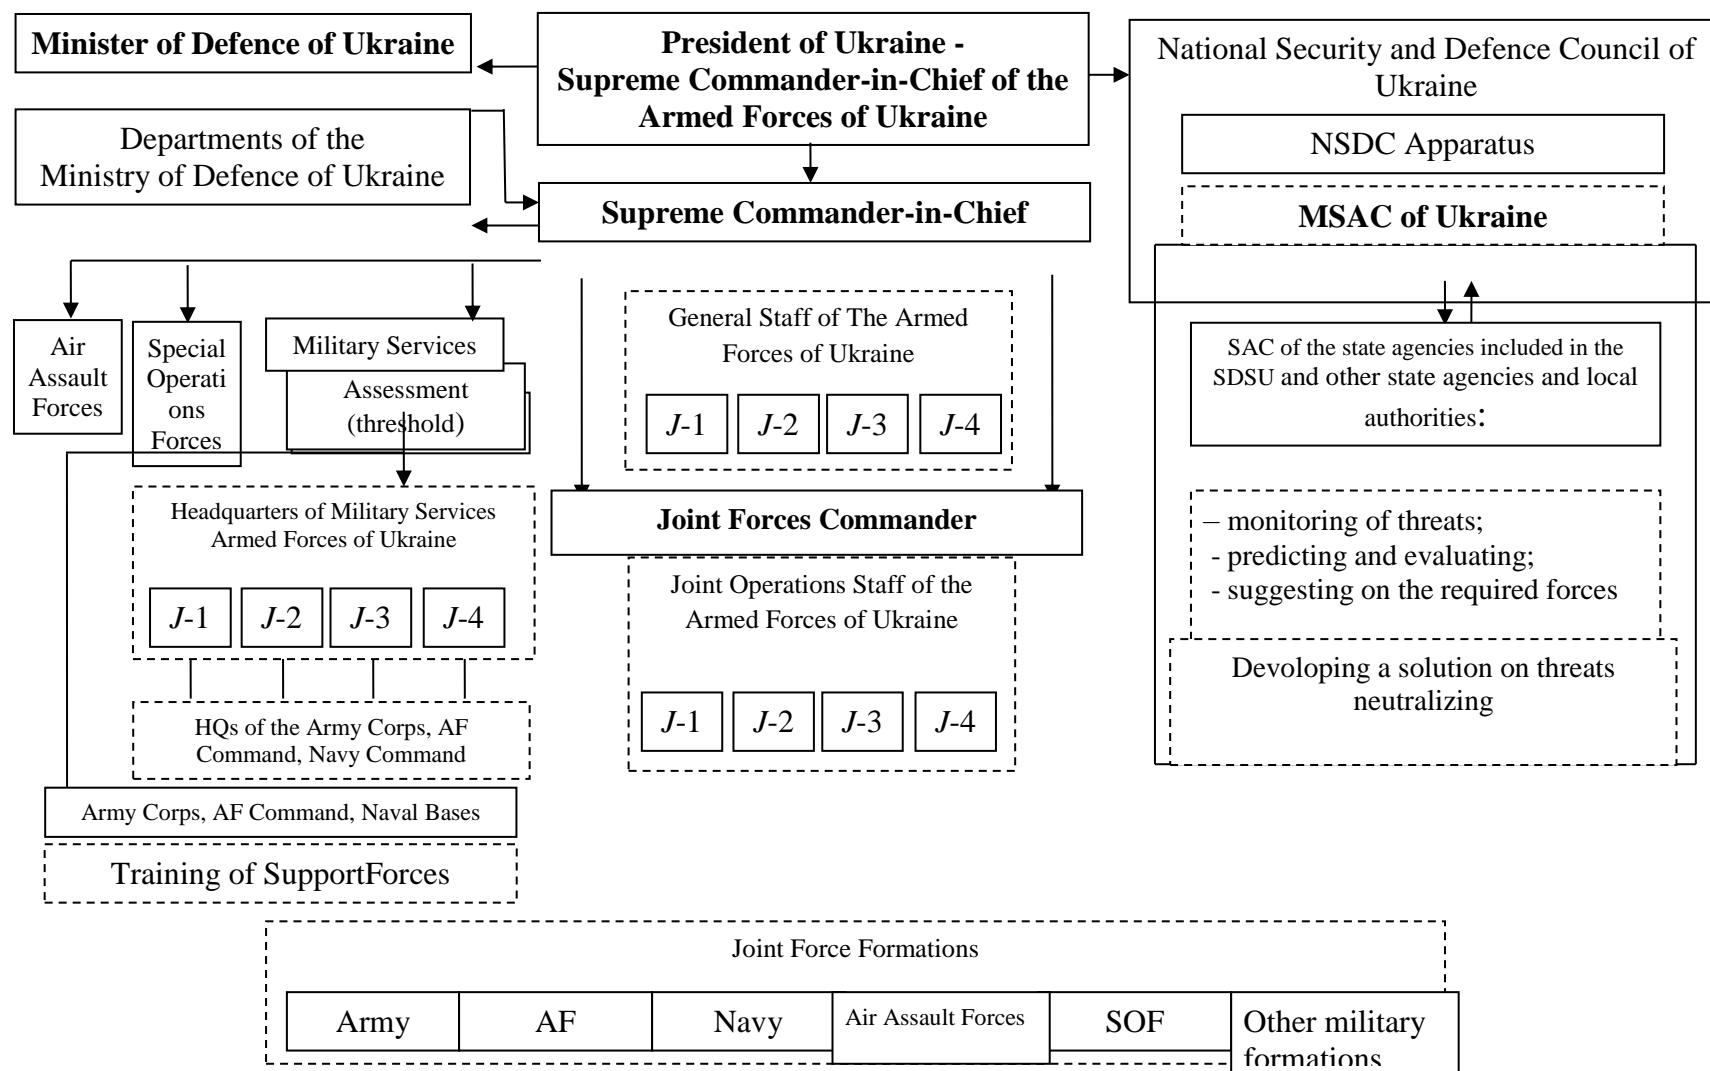 Minister of Defence of Ukraine
President of Ukraine -
Supreme Commander-in-Chief of the
Armed Forces of Ukraine
National Security and Defence Council of
Ukraine
Departments of the
Ministry of Defence of Ukraine
NSDC Apparatus
Supreme Commander-in-Chief
MSAC of Ukraine
Air
Assault
Forces
Special
Operati
ons
Forces
Military Services
Assessment
(threshold)
General Staff of The Armed
Forces of Ukraine
J-1
J-2
J-3
J-4
SAC of the state agencies included in the
SDSU and other state agencies and local
authorities:
Headquarters of Military Services
Armed Forces of Ukraine
J-1
J-2
J-3
J-4
Joint Forces Commander
– monitoring of threats;
- predicting and evaluating;
- suggesting on the required forces
Joint Operations Staff of the
Armed Forces of Ukraine
J-1
J-2
J-3
J-4
Devoloping a solution on threats
neutralizing
HQs of the Army Corps, AF
Command, Navy Command
Army Corps, AF Command, Naval Bases
Training of SupportForces
Joint Force Formations
Army
AF
Navy
Air Assault Forces
SOF
Other military
formations